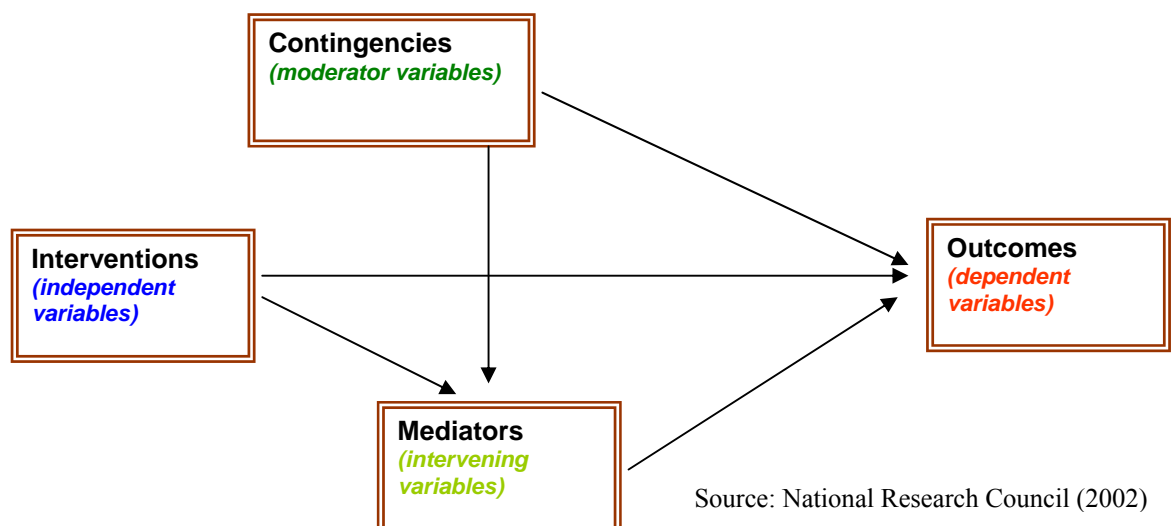 Contingencies
(moderator variables)
Interventions
(independent
variables)
Outcomes
(dependent
variables)
Mediators
(intervening
variables)
Source: National Research Council (2002)